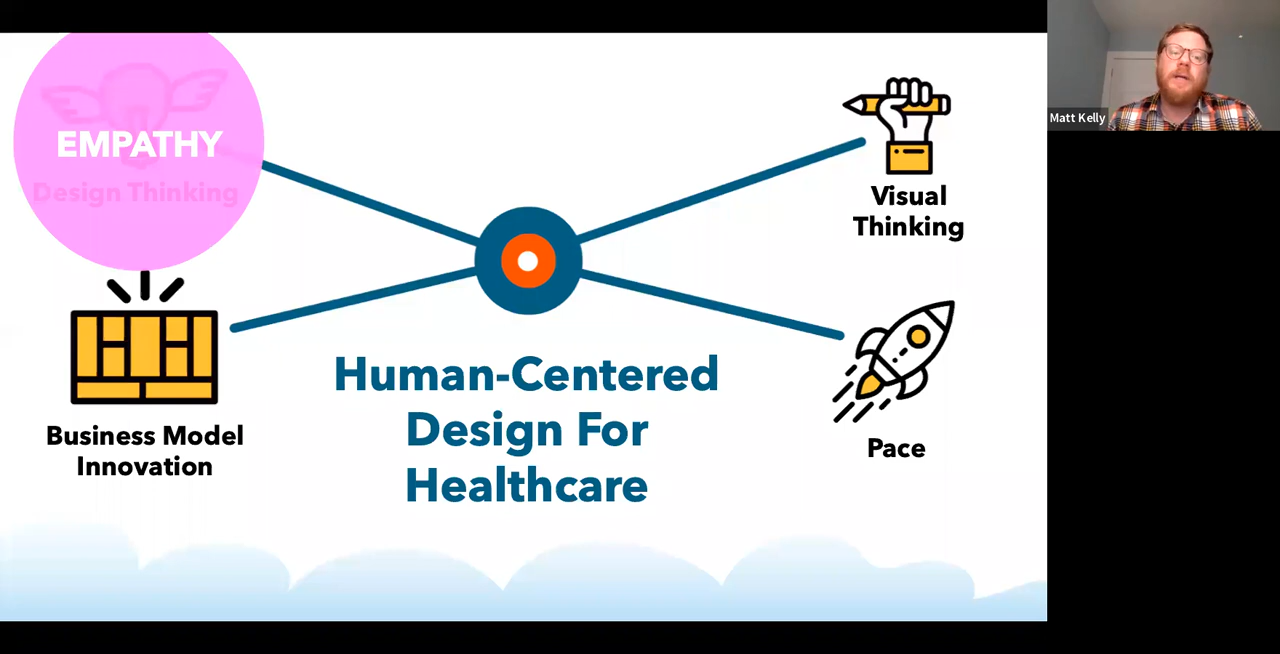 EMPATHY
Design Thinking
Visual
Thinking
Matt Kelly
Business Model
Innovation
Human-Centered
Design For
Healthcare
Pace